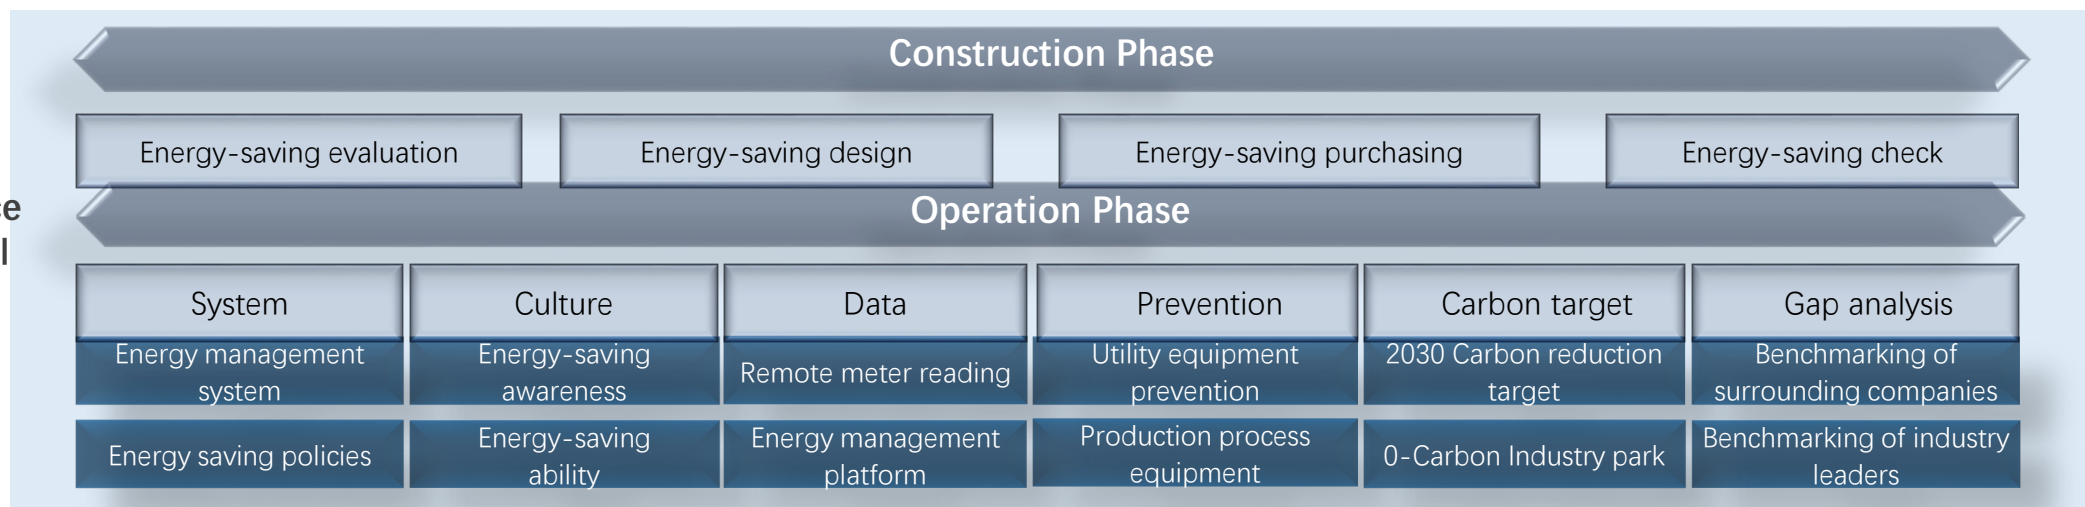 Construction Phase
Energy-saving evaluation
Energy-saving design
Energy-saving purchasing
Energy-saving check
Operation Phase
System
Culture
Data
Prevention
Carbon target
Gap analysis
Energy management
system
Energy-saving
awareness
Remote meter reading
Utility equipment
prevention
2030 Carbon reduction
target
Benchmarking of
surrounding companies
Energy saving policies
Energy-saving
ability
Energy management
platform
Production process
equipment
0-Carbon Industry park
Benchmarking of industry
leaders